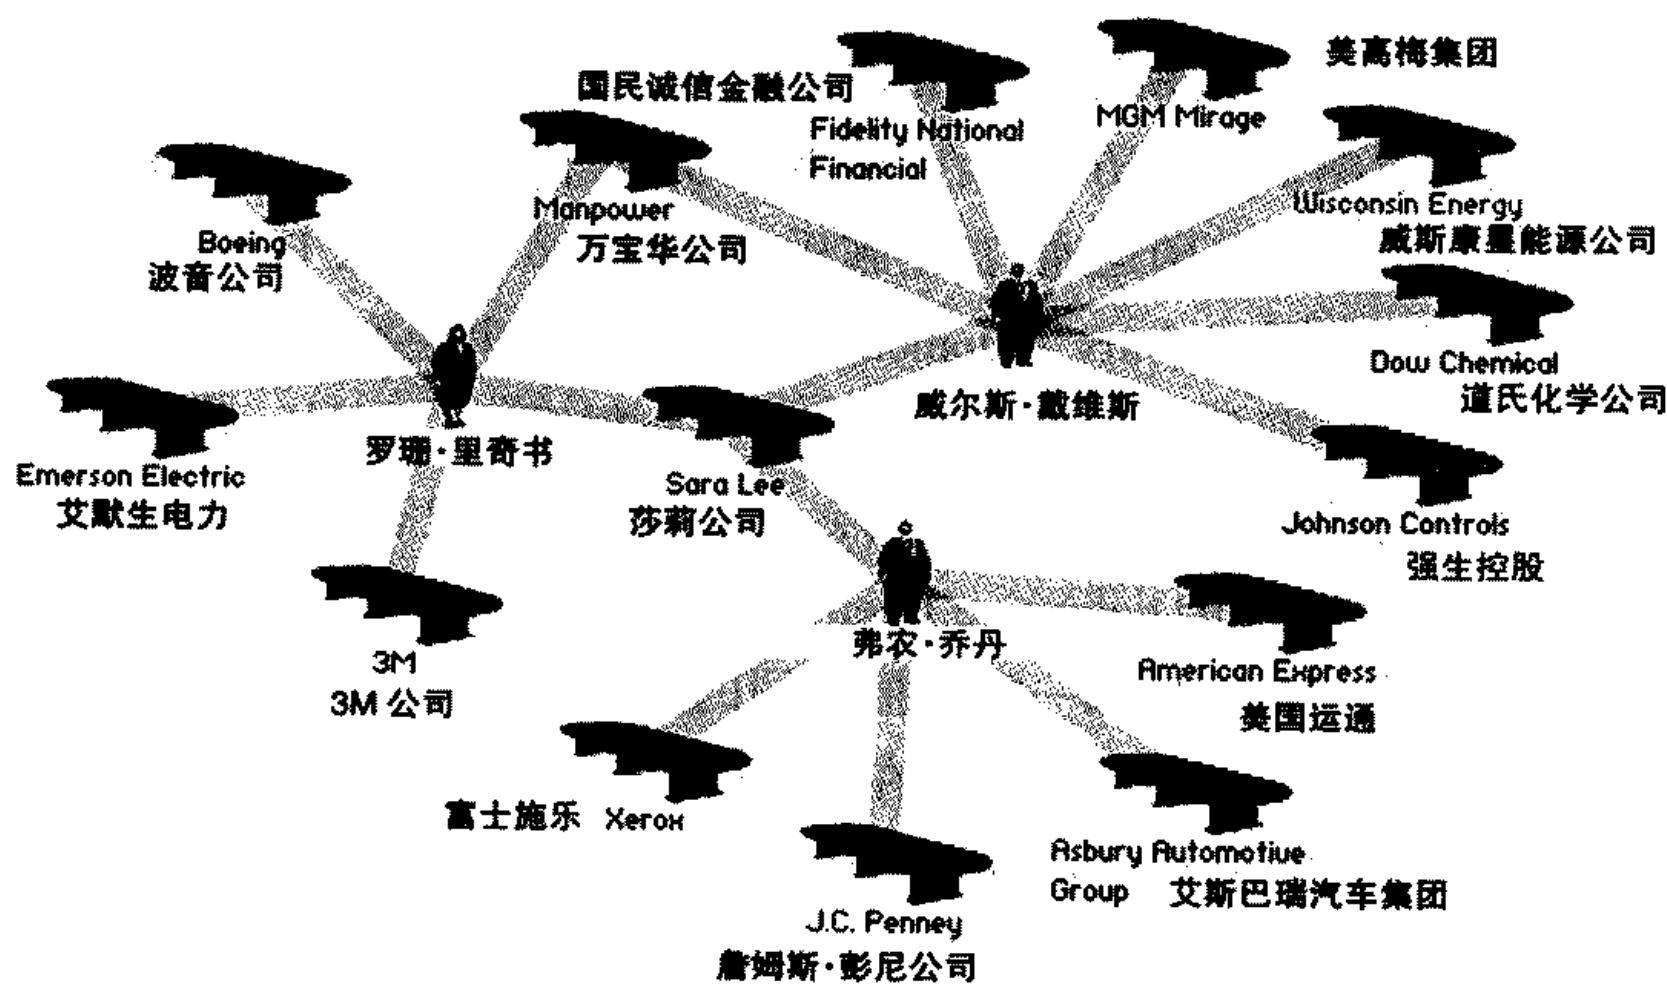 美高梅集团
国民诚信金融公司
MGM Mirage
Fidelity National
Financial
Manpower
万宝华公司
Wisconsin Energy
威斯康星能源公司
Boeing
波音公司
Dow Chemical
道氏化学公司
威尔斯·戴维斯
罗珊·里奇书
Emerson Electric
艾默生电力
Sara Lee
莎莉公司
Johnson Controls
强生控股
弗农·乔丹
3M
3M 公司
American Express
美国运通
富士施乐 Xerox
Asbury Automotive
Group 艾斯巴瑞汽车集团
J.C. Penney
詹姆斯·彭尼公司